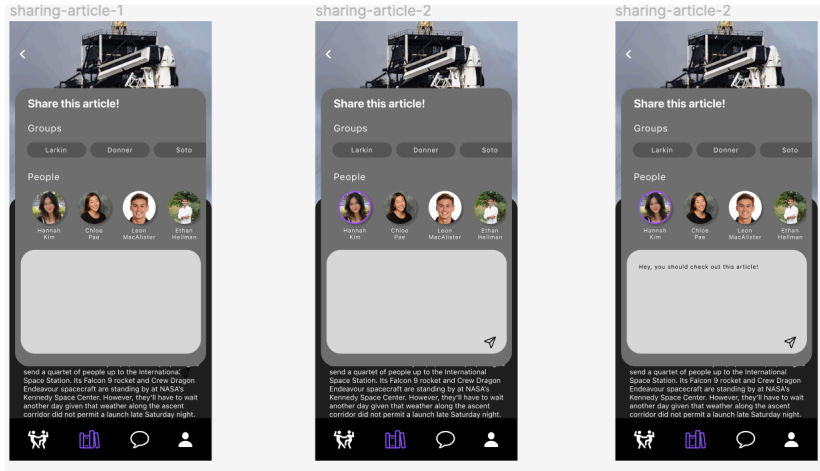 sharing-article-1
Share this article!
Groups
Larkin Donner Soto
People
Hannah Kim
Chloe Pae
Leon MacAlister
Ethan Hellman
send a quartet of people up to the International
Space Station. Its Falcon 9 rocket and Crew Dragon
Endeavour spacecraft are standing by at NASA's
Kennedy Space Center. However, they'll have to wait
another day given that weather along the ascent
corridor did not permit a launch late Saturday night.
sharing-article-2
Share this article!
Groups
Larkin Donner Soto
People
Hannah Kim
Chloe Pae
Leon MacAlister
Ethan Hellman
send a quartet of people up to the International
Space Station. Its Falcon 9 rocket and Crew Dragon
Endeavour spacecraft are standing by at NASA's
Kennedy Space Center. However, they'll have to wait
another day given that weather along the ascent
corridor did not permit a launch late Saturday night.
sharing-article-2
Share this article!
Groups
Larkin Donner Soto
People
Hannah Kim
Chloe Pae
Leon MacAlister
Ethan Hellman
Hey, you should check out this article!
send a quartet of people up to the International
Space Station. Its Falcon 9 rocket and Crew Dragon
Endeavour spacecraft are standing by at NASA's
Kennedy Space Center. However, they'll have to wait
another day given that weather along the ascent
corridor did not permit a launch late Saturday night.